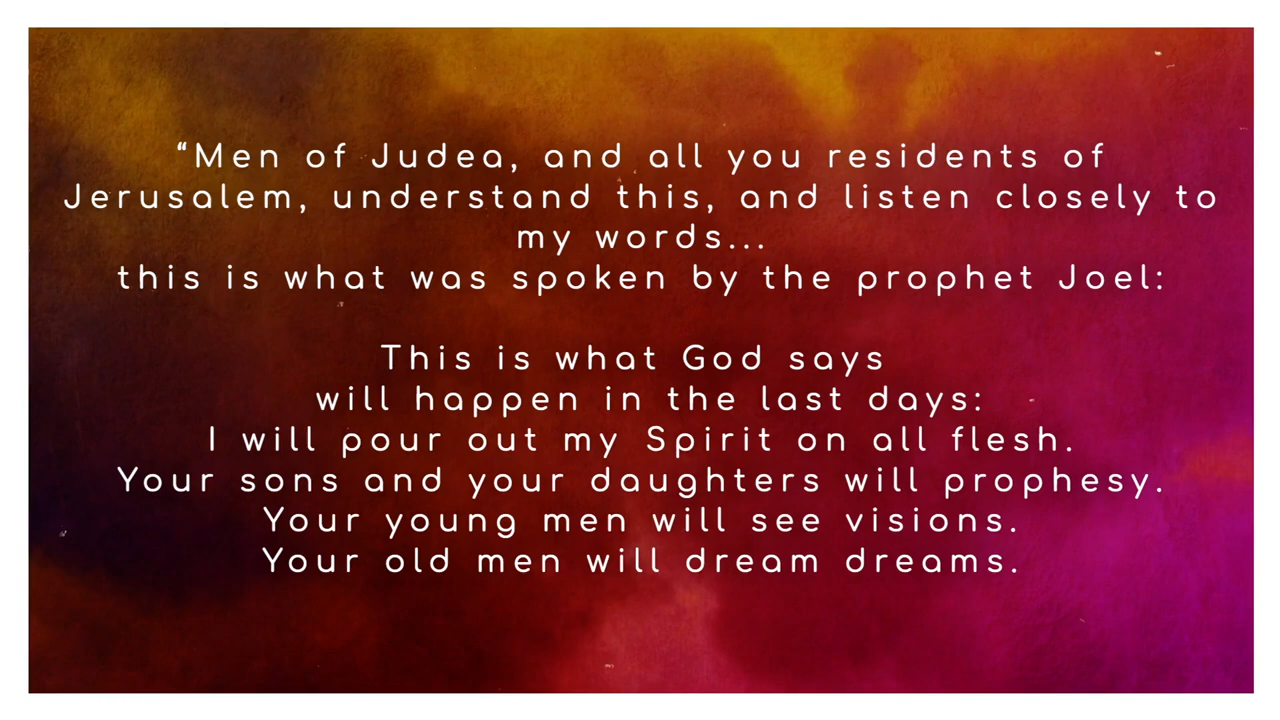 “Men of Judea, and all you residents of
Jerusalem, understand this, and listen closely to
my words...
this is what was spoken by the prophet Joel:
This is what God says
will happen in the last days:
I will pour out my Spirit on all flesh.
Your sons and your daughters will prophesy.
Your young men will see visions.
Your old men will dream dreams.